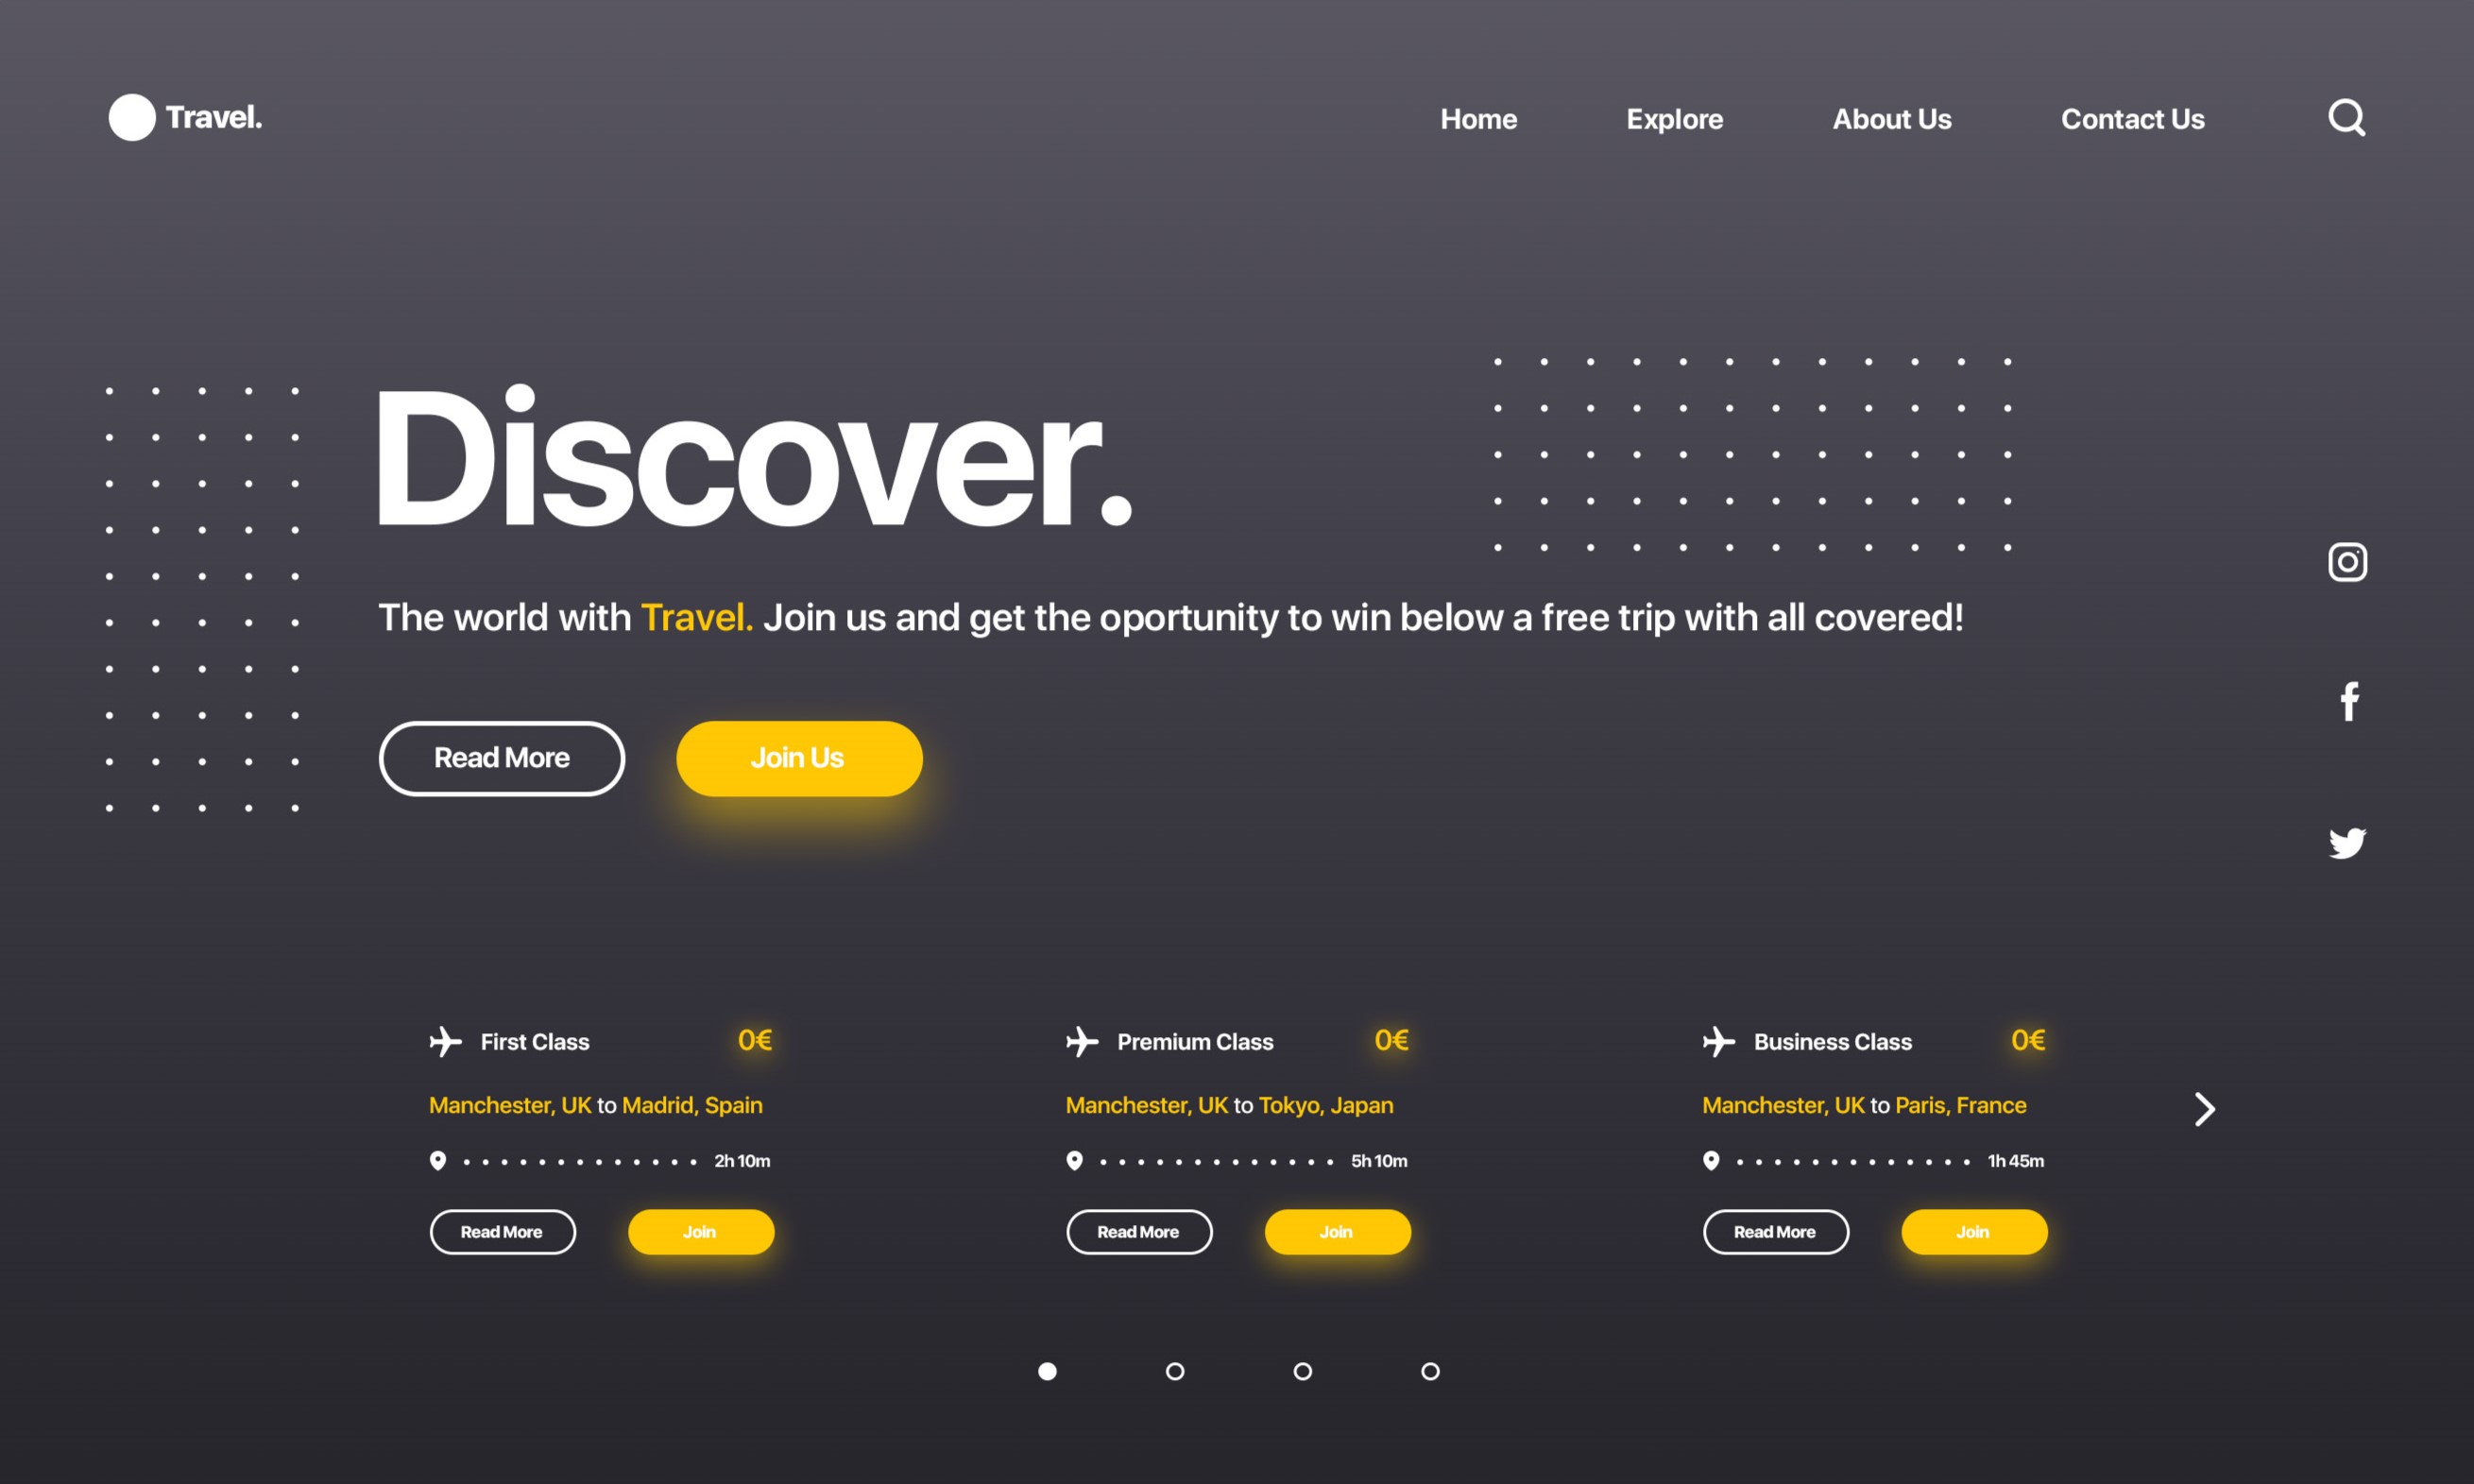 Travel.
Home Explore About Us Contact Us
Discover.
The world with Travel. Join us and get the oportunity to win below a free trip with all covered!
Read More Join Us
First Class 0€
Manchester, UK to Madrid, Spain
2h 10m
Read More Join
Premium Class 0€
Manchester, UK to Tokyo, Japan
5h 10m
Read More Join
Business Class 0€
Manchester, UK to Paris, France
1h 45m
Read More Join